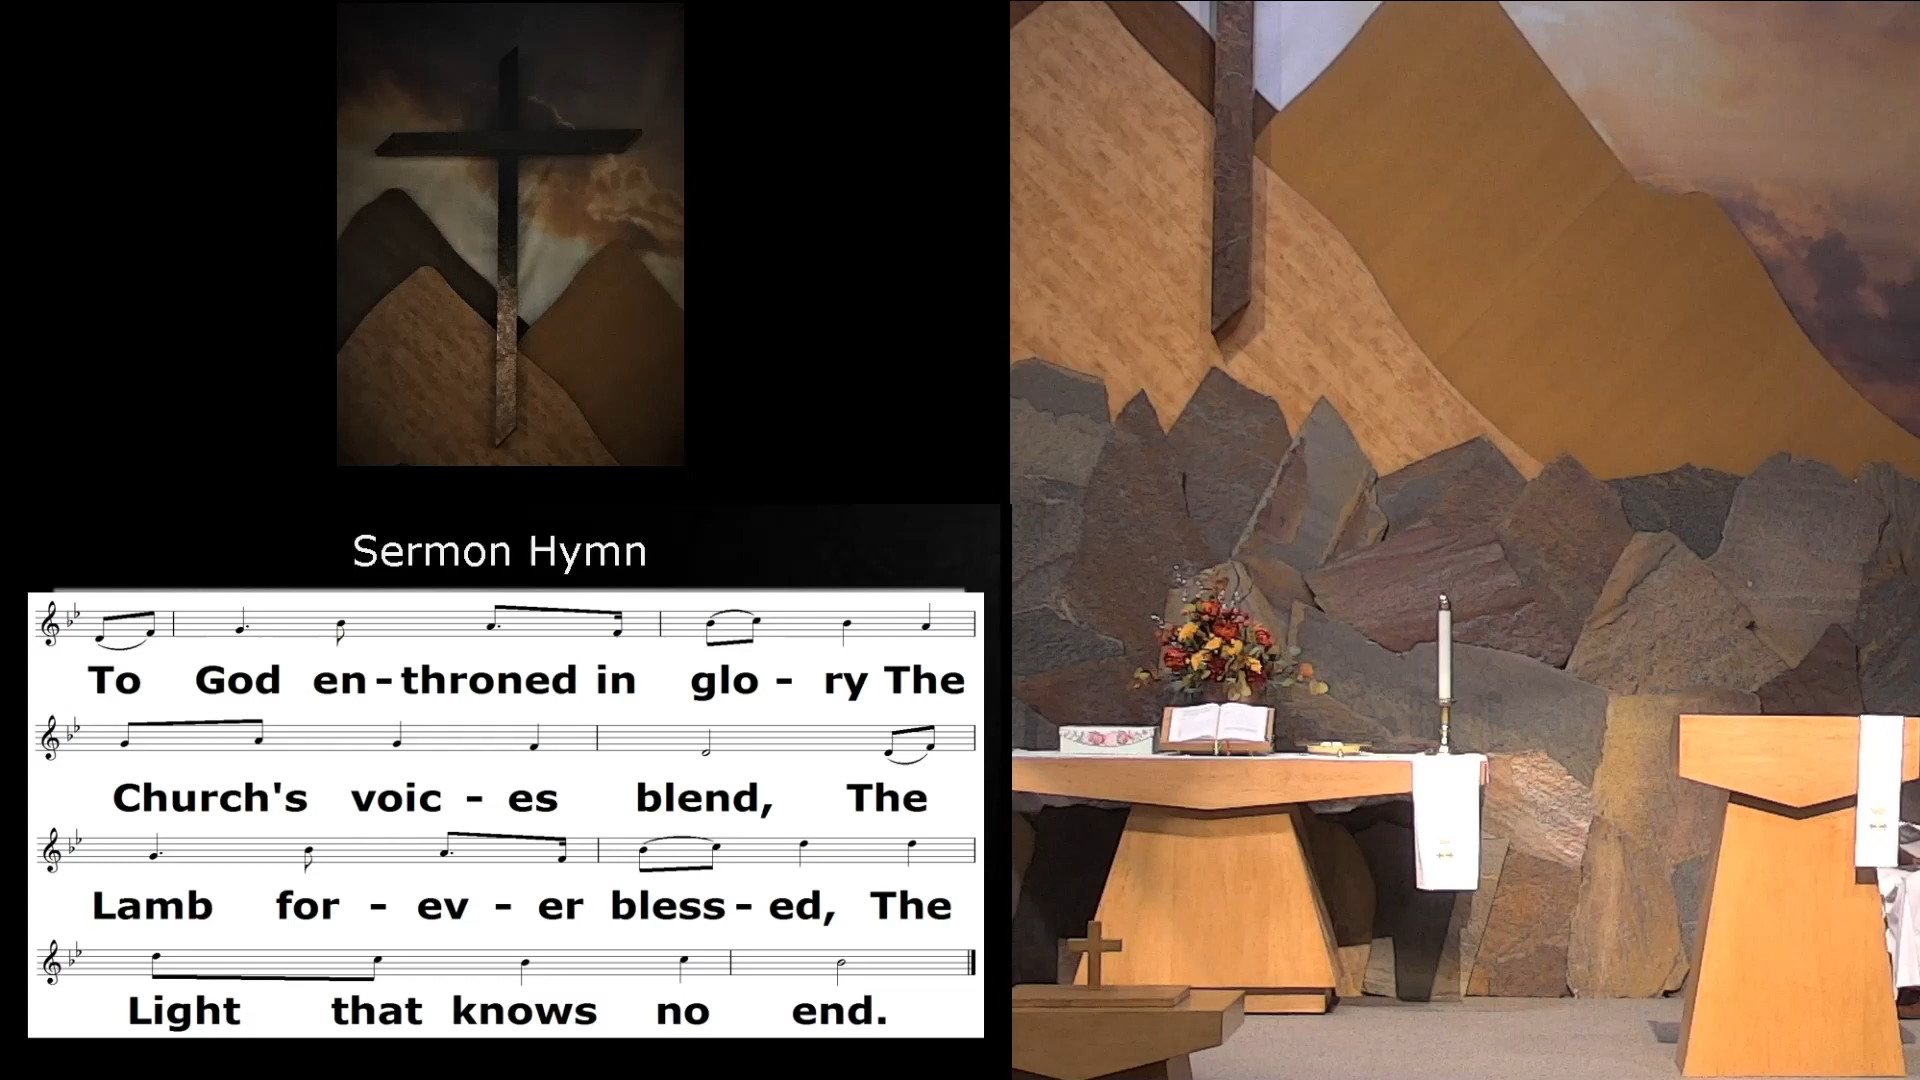 Sermon Hymn
To God en-throned in glo - ry The
Church's voic - es blend, The
Lamb for - ev - er bless - ed, The
Light that knows no end.